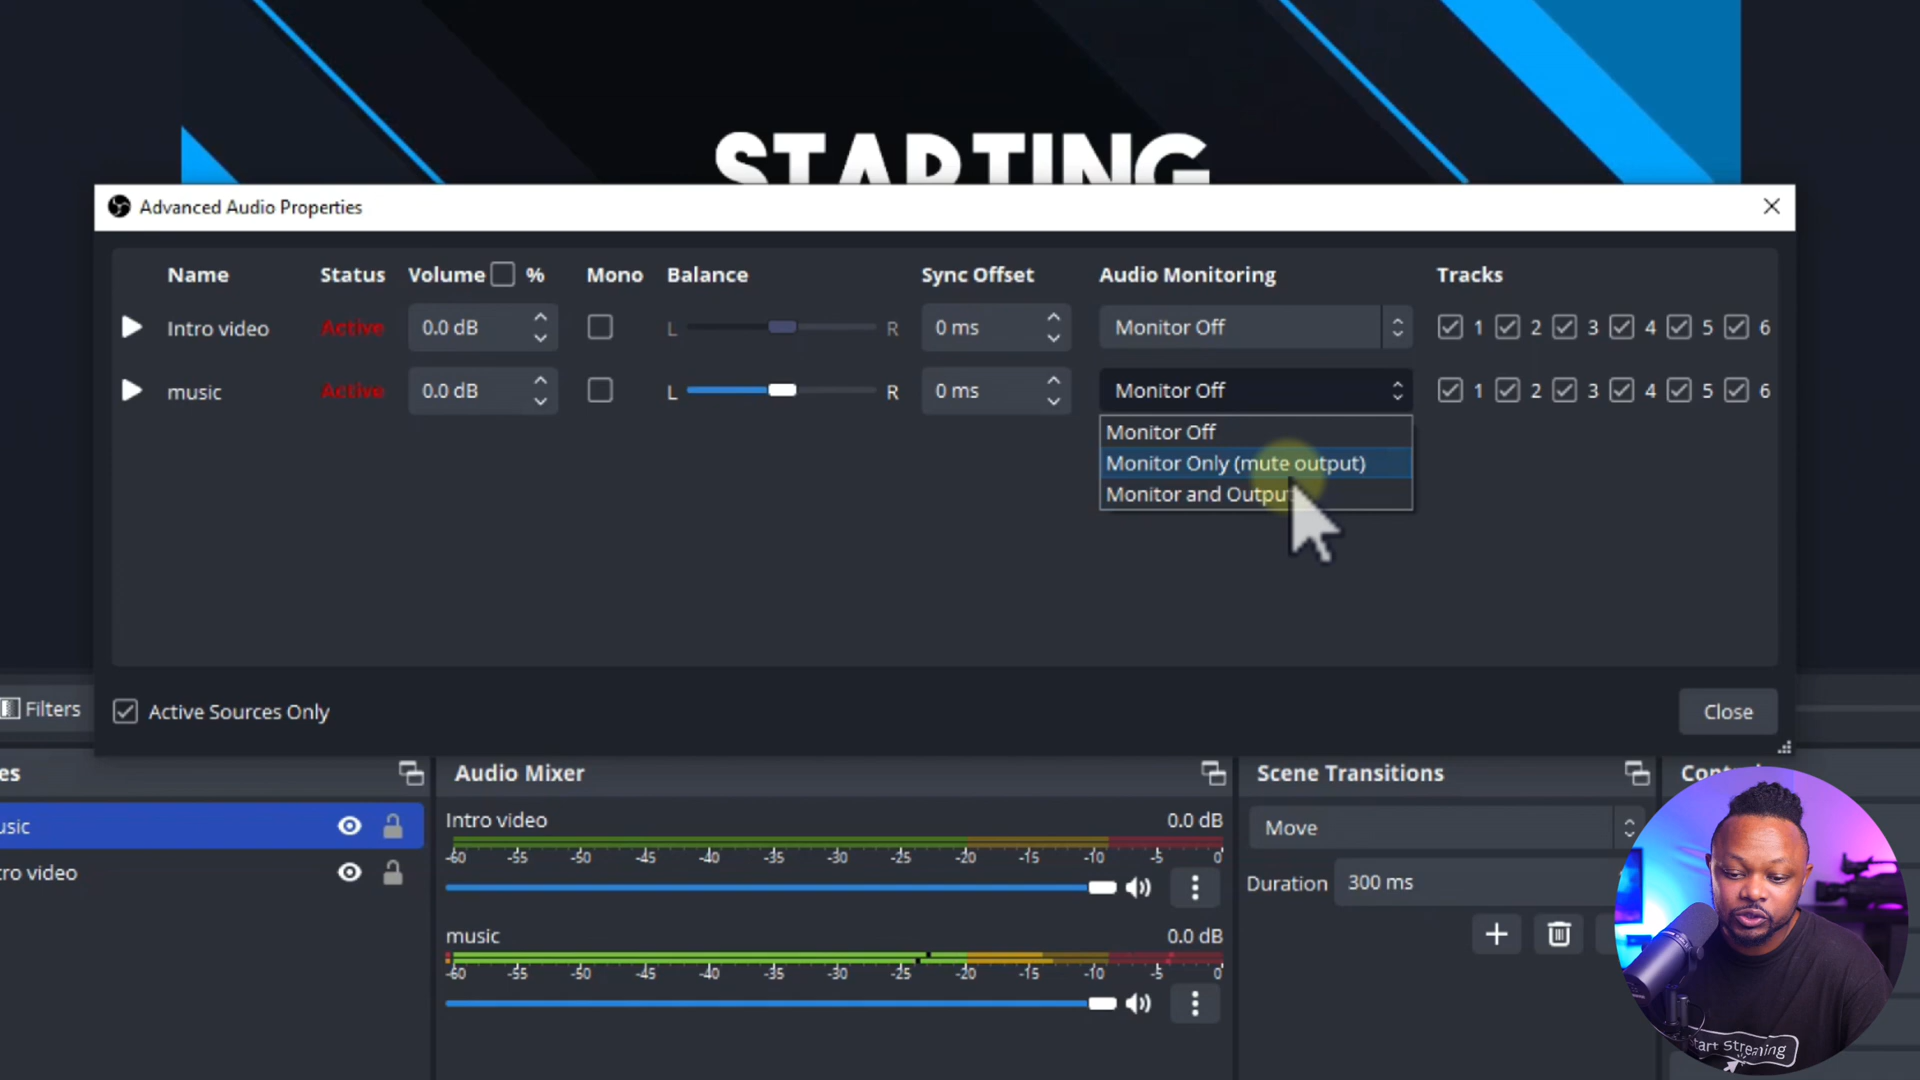 STARTING
Advanced Audio Properties
Name Status Volume % Mono Balance Sync Offset Audio Monitoring Tracks
Intro video Active 0.0 dB L R 0 ms Monitor Off 1 2 3 4 5 6
music Active 0.0 dB L R 0 ms Monitor Off 1 2 3 4 5 6
Monitor Off
Monitor Only (mute output)
Monitor and Output
Filters
Active Sources Only
Close
es
Audio Mixer
Scene Transitions
Cont
usic
Intro video 0.0 dB
-60 -55 -50 -45 -40 -35 -30 -25 -20 -15 -10 -5 0
Move
tro video
Duration 300 ms
music 0.0 dB
-60 -55 -50 -45 -40 -35 -30 -25 -20 -15 -10 -5 0
Start Streaming